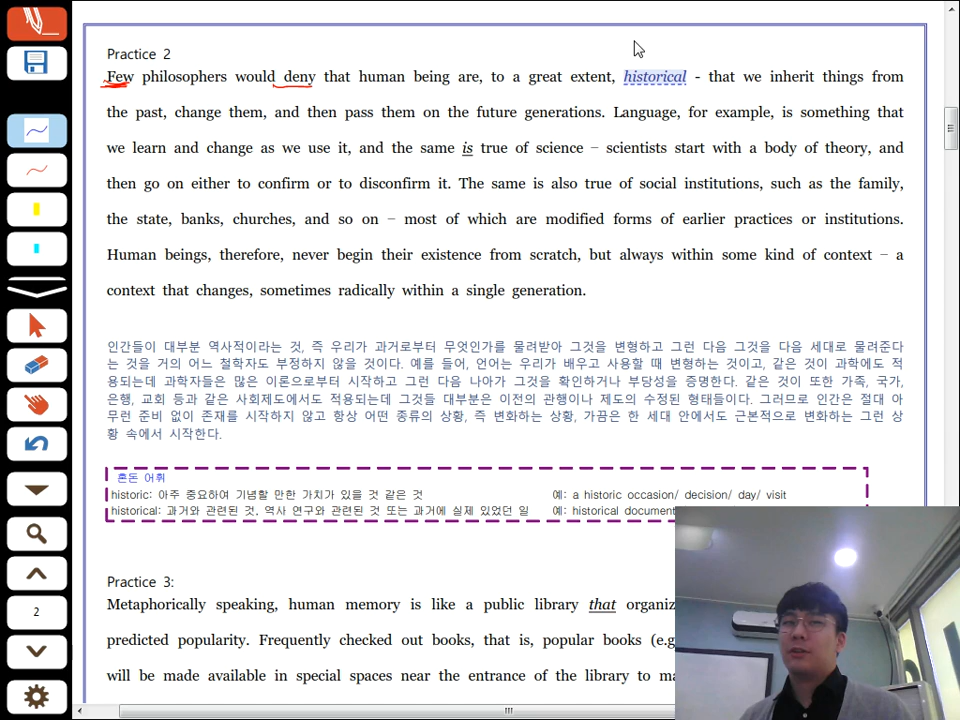 Practice 2
Few philosophers would deny that human being are, to a great extent, historical - that we inherit things from
the past, change them, and then pass them on the future generations. Language, for example, is something that
we learn and change as we use it, and the same is true of science – scientists start with a body of theory, and
then go on either to confirm or to disconfirm it. The same is also true of social institutions, such as the family,
the state, banks, churches, and so on – most of which are modified forms of earlier practices or institutions.
Human beings, therefore, never begin their existence from scratch, but always within some kind of context – a
context that changes, sometimes radically within a single generation.
인간들이 대부분 역사적이라는 것, 즉 우리가 과거로부터 무엇인가를 물려받아 그것을 변형하고 그런 다음 그것을 다음 세대로 물려준다
는 것을 거의 어느 철학자도 부정하지 않을 것이다. 예를 들어, 언어는 우리가 배우고 사용할 때 변형하는 것이고, 같은 것이 과학에도 적
용되는데 과학자들은 많은 이론으로부터 시작하고 그런 다음 나아가 그것을 확인하거나 부당성을 증명한다. 같은 것이 또한 가족, 국가,
은행, 교회 등과 같은 사회제도에서도 적용되는데 그것들 대부분은 이전의 관행이나 제도의 수정된 형태들이다. 그러므로 인간은 절대 아
무런 준비 없이 존재를 시작하지 않고 항상 어떤 종류의 상황, 즉 변화하는 상황, 가끔은 한 세대 안에서도 근본적으로 변화하는 그런 상
황 속에서 시작한다.
혼돈 어휘
historic: 아주 중요하여 기념할 만한 가치가 있을 것 같은 것 예: a historic occasion/ decision/ day/ visit
historical: 과거와 관련된 것, 역사 연구와 관련된 것 또는 과거에 실제 있었던 일 예: historical document
Practice 3:
Metaphorically speaking, human memory is like a public library that organiz
predicted popularity. Frequently checked out books, that is, popular books (e.g
will be made available in special spaces near the entrance of the library to ma
2